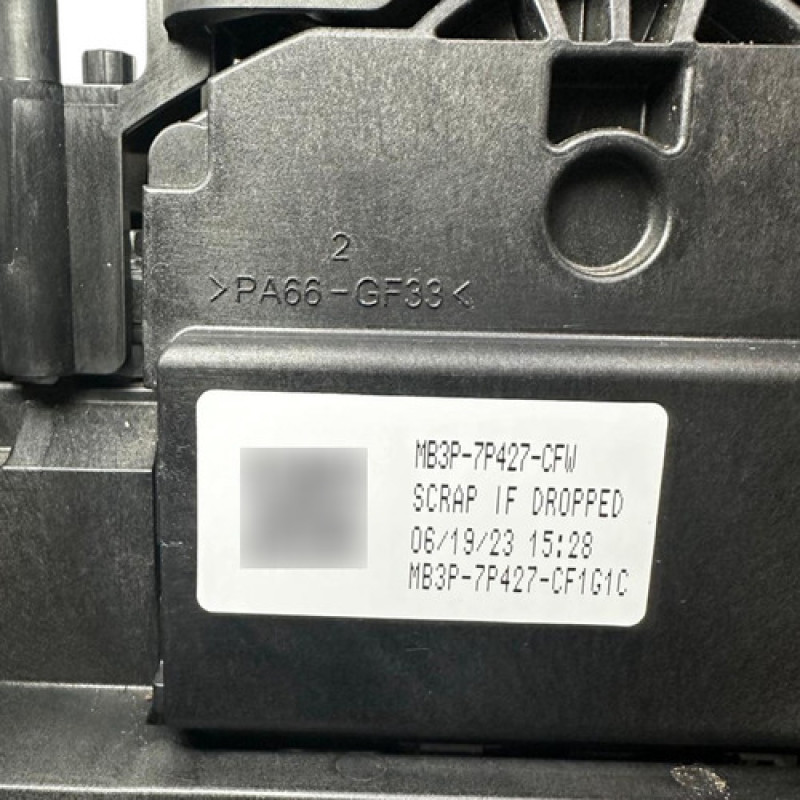 2
>PA66-GF33<
MB3P-7P427-CFW
SCRAP IF DROPPED
06/19/23 15:28
MB3P-7P427-CF1G1C